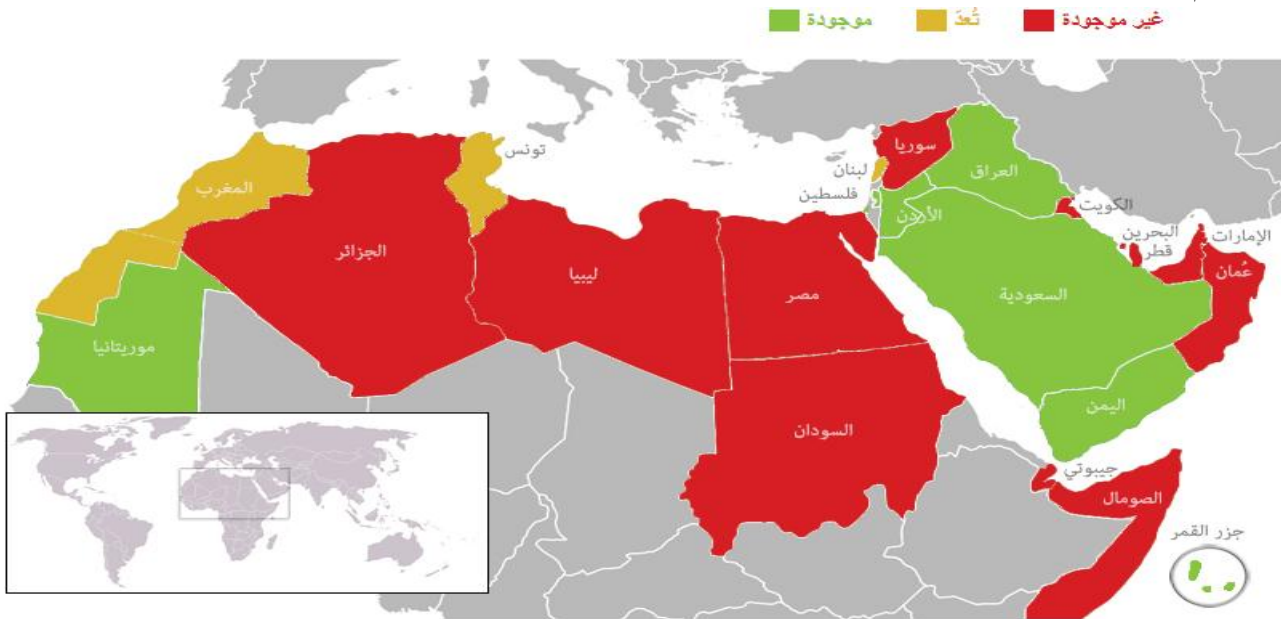 غير موجودة
تُعدّ
موجودة
تونس
سوريا
المغرب
لبنان
العراق
فلسطين
الأردن
الكويت
البحرين
الإمارات
قطر
الجزائر
ليبيا
عُمان
مصر
السعودية
موريتانيا
اليمن
السودان
جيبوتي
الصومال
جزر القمر